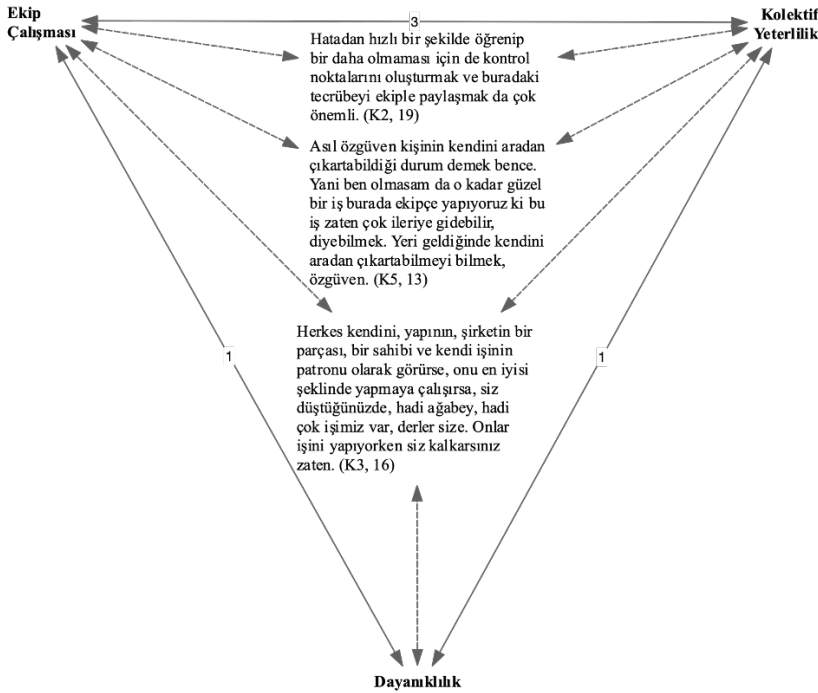 Ekip
Çalışması
3
Kolektif
Yeterlilik
Hatadan hızlı bir şekilde öğrenip
bir daha olmaması için de kontrol
noktalarını oluşturmak ve buradaki
tecrübeyi ekiple paylaşmak da çok
önemli. (K2, 19)
Asıl özgüven kişinin kendini aradan
çıkartabildiği durum demek bence.
Yani ben olmasam da o kadar güzel
bir iş burada ekipçe yapıyoruz ki bu
iş zaten çok ileriye gidebilir,
diyebilmek. Yeri geldiğinde kendini
aradan çıkartabilmeyi bilmek,
özgüven. (K5, 13)
Herkes kendini, yapının, şirketin bir
parçası, bir sahibi ve kendi işinin
patronu olarak görürse, onu en iyisi
şeklinde yapmaya çalışırsa, siz
düştüğünüzde, hadi ağabey, hadi
çok işimiz var, derler size. Onlar
işini yapıyorken siz kalkarsınız
zaten. (K3, 16)
1
1
Dayanıklılık